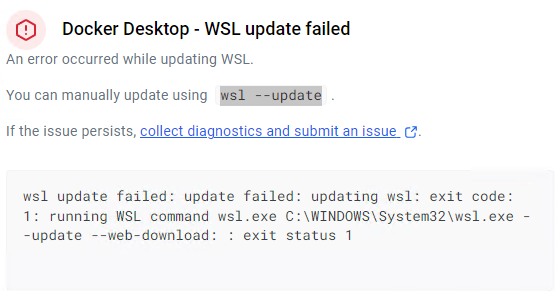 Docker Desktop - WSL update failed
An error occurred while updating WSL.
You can manually update using wsl --update .
If the issue persists, collect diagnostics and submit an issue .
wsl update failed: update failed: updating wsl: exit code:
1: running WSL command wsl.exe C:\WINDOWS\System32\wsl.exe -
-update --web-download: : exit status 1